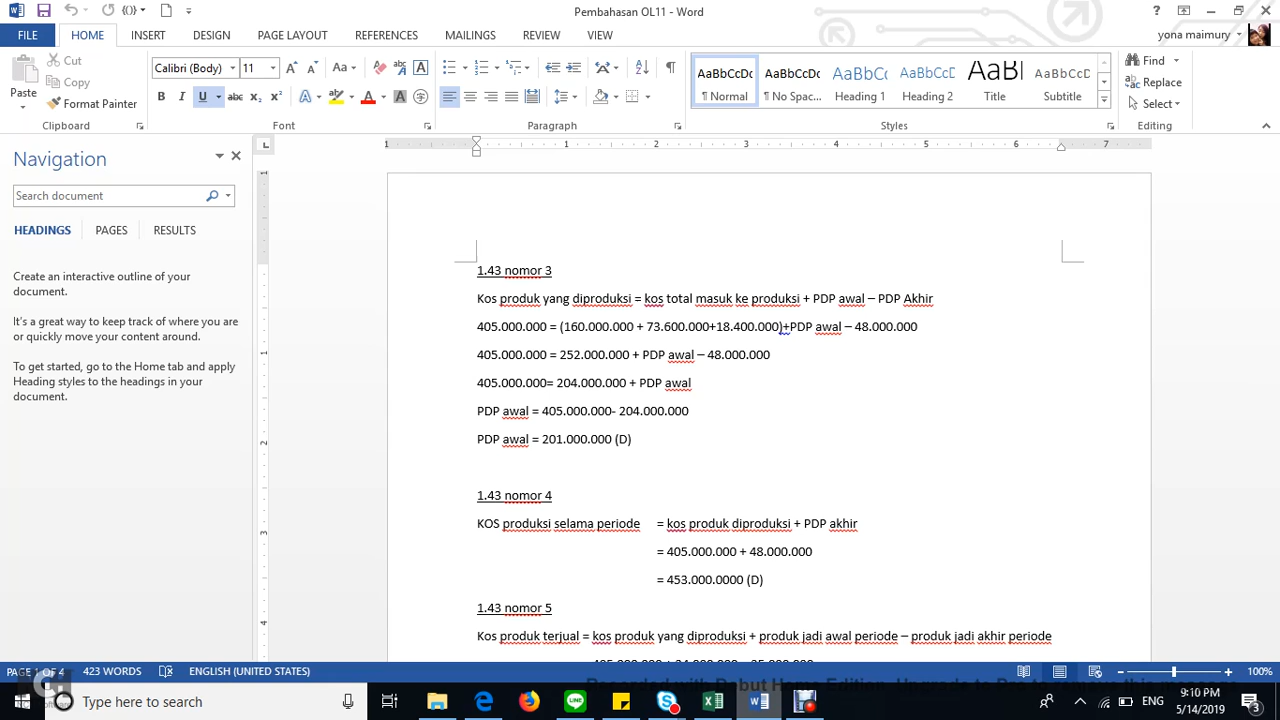 Pembahasan OL11 - Word
FILE HOME INSERT DESIGN PAGE LAYOUT REFERENCES MAILINGS REVIEW VIEW yona maimury
Cut
Copy
Format Painter
Paste
Calibri (Body) 11
AaBbCcDc AaBbCcDc AaBbCc AaBbCcD AaBl AaBbCcD
¶ Normal ¶ No Spac... Heading 1 Heading 2 Title Subtitle
Find
Replace
Select
Clipboard Font Paragraph Styles Editing
Navigation
Search document
HEADINGS PAGES RESULTS
Create an interactive outline of your
document.
It's a great way to keep track of where you are
or quickly move your content around.
To get started, go to the Home tab and apply
Heading styles to the headings in your
document.
1 1 2 3 4 5 6 7
1.43 nomor 3
Kos produk yang diproduksi = kos total masuk ke produksi + PDP awal – PDP Akhir
405.000.000 = (160.000.000 + 73.600.000+18.400.000)+PDP awal – 48.000.000
405.000.000 = 252.000.000 + PDP awal – 48.000.000
405.000.000= 204.000.000 + PDP awal
PDP awal = 405.000.000- 204.000.000
PDP awal = 201.000.000 (D)
1.43 nomor 4
KOS produksi selama periode = kos produk diproduksi + PDP akhir
= 405.000.000 + 48.000.000
= 453.000.0000 (D)
1.43 nomor 5
Kos produk terjual = kos produk yang diproduksi + produk jadi awal periode – produk jadi akhir periode
PAGE 1 OF 4 423 WORDS ENGLISH (UNITED STATES) 100%
Type here to search
ENG
9:10 PM
5/14/2019
3